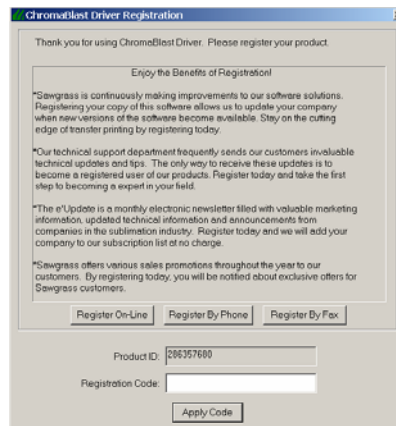 ChromaBlast Driver Registration
Thank you for using ChromaBlast Driver. Please register your product.
Enjoy the Benefits of Registration!
*Sawgrass is continuously making improvements to our software solutions.
Registering your copy of this software allows us to update your company
when new versions of the software become available. Stay on the cutting
edge of transfer printing by registering today.
*Our technical support department frequently sends our customers invaluable
technical updates and tips. The only way to receive these updates is to
become a registered user of our products. Register today and take the first
step to becoming a expert in your field.
*The e'Update is a monthly electronic newsletter filled with valuable marketing
information, updated technical information and announcements from
companies in the sublimation industry. Register today and we will add your
company to our subscription list at no charge.
*Sawgrass offers various sales promotions throughout the year to our
customers. By registering today, you will be notified about exclusive offers for
Sawgrass customers.
Register On-Line Register By Phone Register By Fax
Product ID: 286357680
Registration Code:
Apply Code